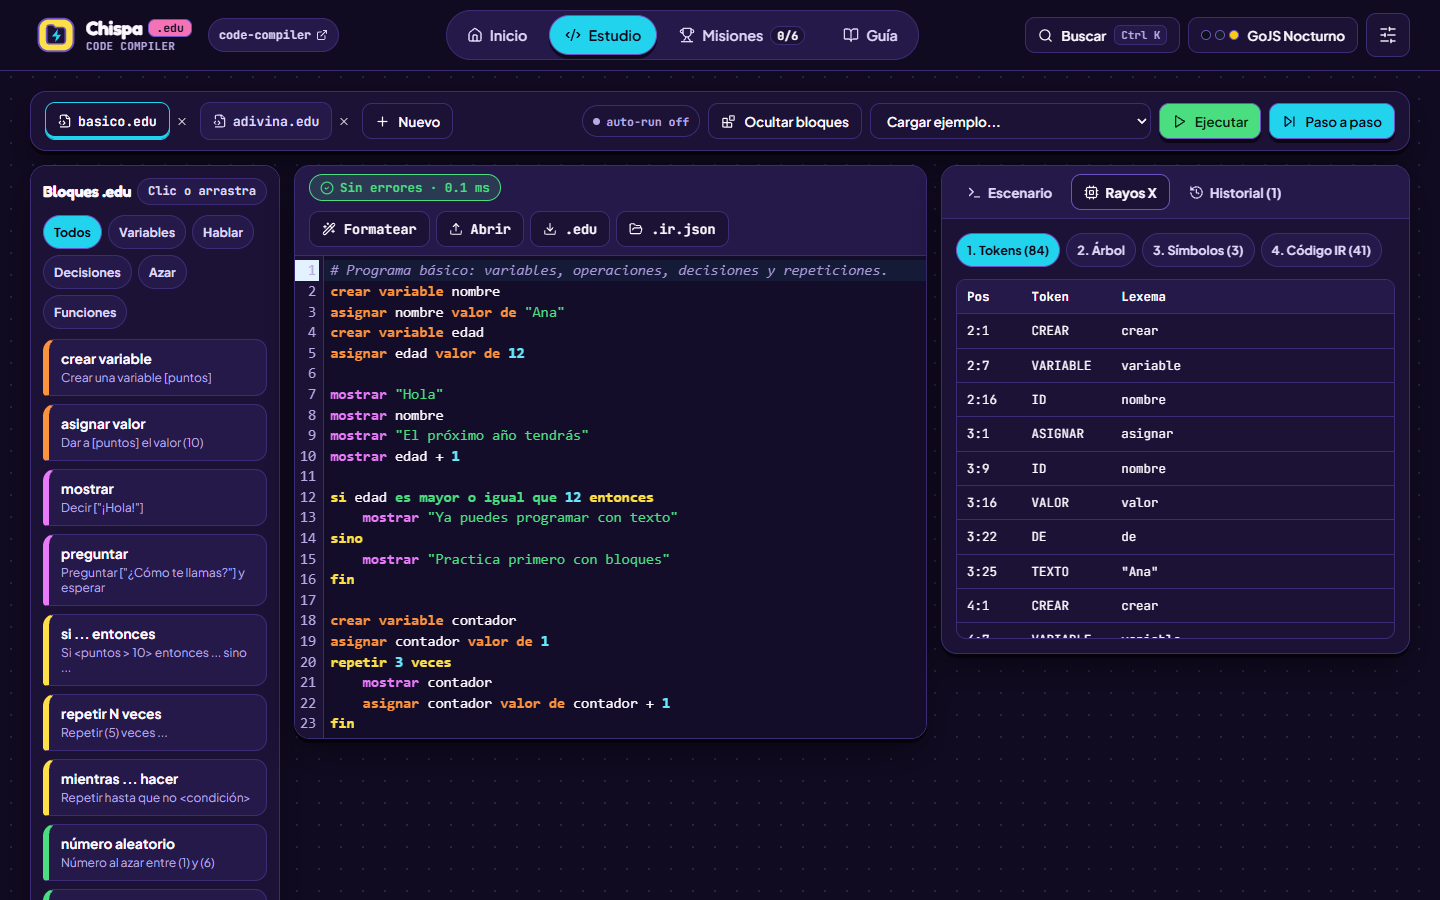 Chispa .edu
CODE COMPILER
code-compiler
Inicio
Estudio
Misiones 0/6
Guía
Buscar Ctrl K
GoJS Nocturno
basico.edu ×
adivina.edu ×
+ Nuevo
auto-run off
Ocultar bloques
Cargar ejemplo...
Ejecutar
Paso a paso
Bloques .edu
Clic o arrastra
Todos
Variables
Hablar
Decisiones
Azar
Funciones
crear variable
Crear una variable [puntos]
asignar valor
Dar a [puntos] el valor (10)
mostrar
Decir ["¡Hola!"]
preguntar
Preguntar ["¿Cómo te llamas?"] y
esperar
si ... entonces
Si <puntos > 10> entonces ... sino
...
repetir N veces
Repetir (5) veces ...
mientras ... hacer
Repetir hasta que no <condición>
número aleatorio
Número al azar entre (1) y (6)
Sin errores · 0.1 ms
Formatear
Abrir
.edu
.ir.json
1 # Programa básico: variables, operaciones, decisiones y repeticiones.
2 crear variable nombre
3 asignar nombre valor de "Ana"
4 crear variable edad
5 asignar edad valor de 12
6
7 mostrar "Hola"
8 mostrar nombre
9 mostrar "El próximo año tendrás"
10 mostrar edad + 1
11
12 si edad es mayor o igual que 12 entonces
13 mostrar "Ya puedes programar con texto"
14 sino
15 mostrar "Practica primero con bloques"
16 fin
17
18 crear variable contador
19 asignar contador valor de 1
20 repetir 3 veces
21 mostrar contador
22 asignar contador valor de contador + 1
23 fin
Escenario
Rayos X
Historial (1)
1. Tokens (84)
2. Árbol
3. Símbolos (3)
4. Código IR (41)
Pos Token Lexema
2:1 CREAR crear
2:7 VARIABLE variable
2:16 ID nombre
3:1 ASIGNAR asignar
3:9 ID nombre
3:16 VALOR valor
3:22 DE de
3:25 TEXTO "Ana"
4:1 CREAR crear
4:7 VARIABLE variable